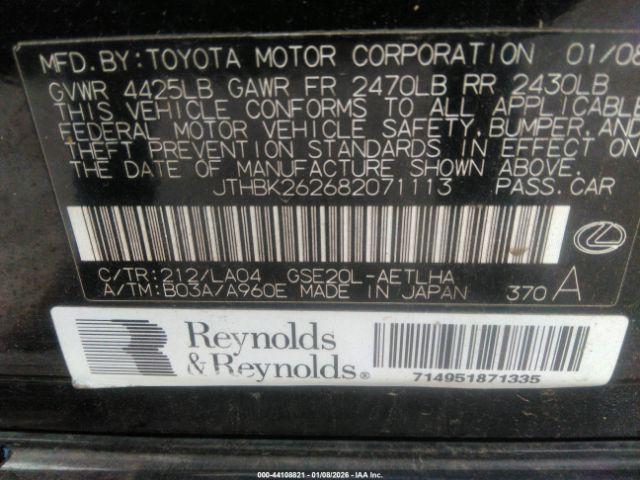 MFD. BY: TOYOTA MOTOR CORPORATION 01/08
GVWR 4425LB GAWR FR 2470LB RR 2430LB
THIS VEHICLE CONFORMS TO ALL APPLICABLE
FEDERAL MOTOR VEHICLE SAFETY, BUMPER, AND
THEFT PREVENTION STANDARDS IN EFFECT ON
THE DATE OF MANUFACTURE SHOWN ABOVE.
JTHBK262682071113 PASS. CAR
C/TR: 212/LA04 GSE20L-AETLHA
A/TM: B03A/A960E MADE IN JAPAN 370 A
Reynolds
& Reynolds®
714951871335
000-44108821 - 01/08/2026 - © IAA, LLC.